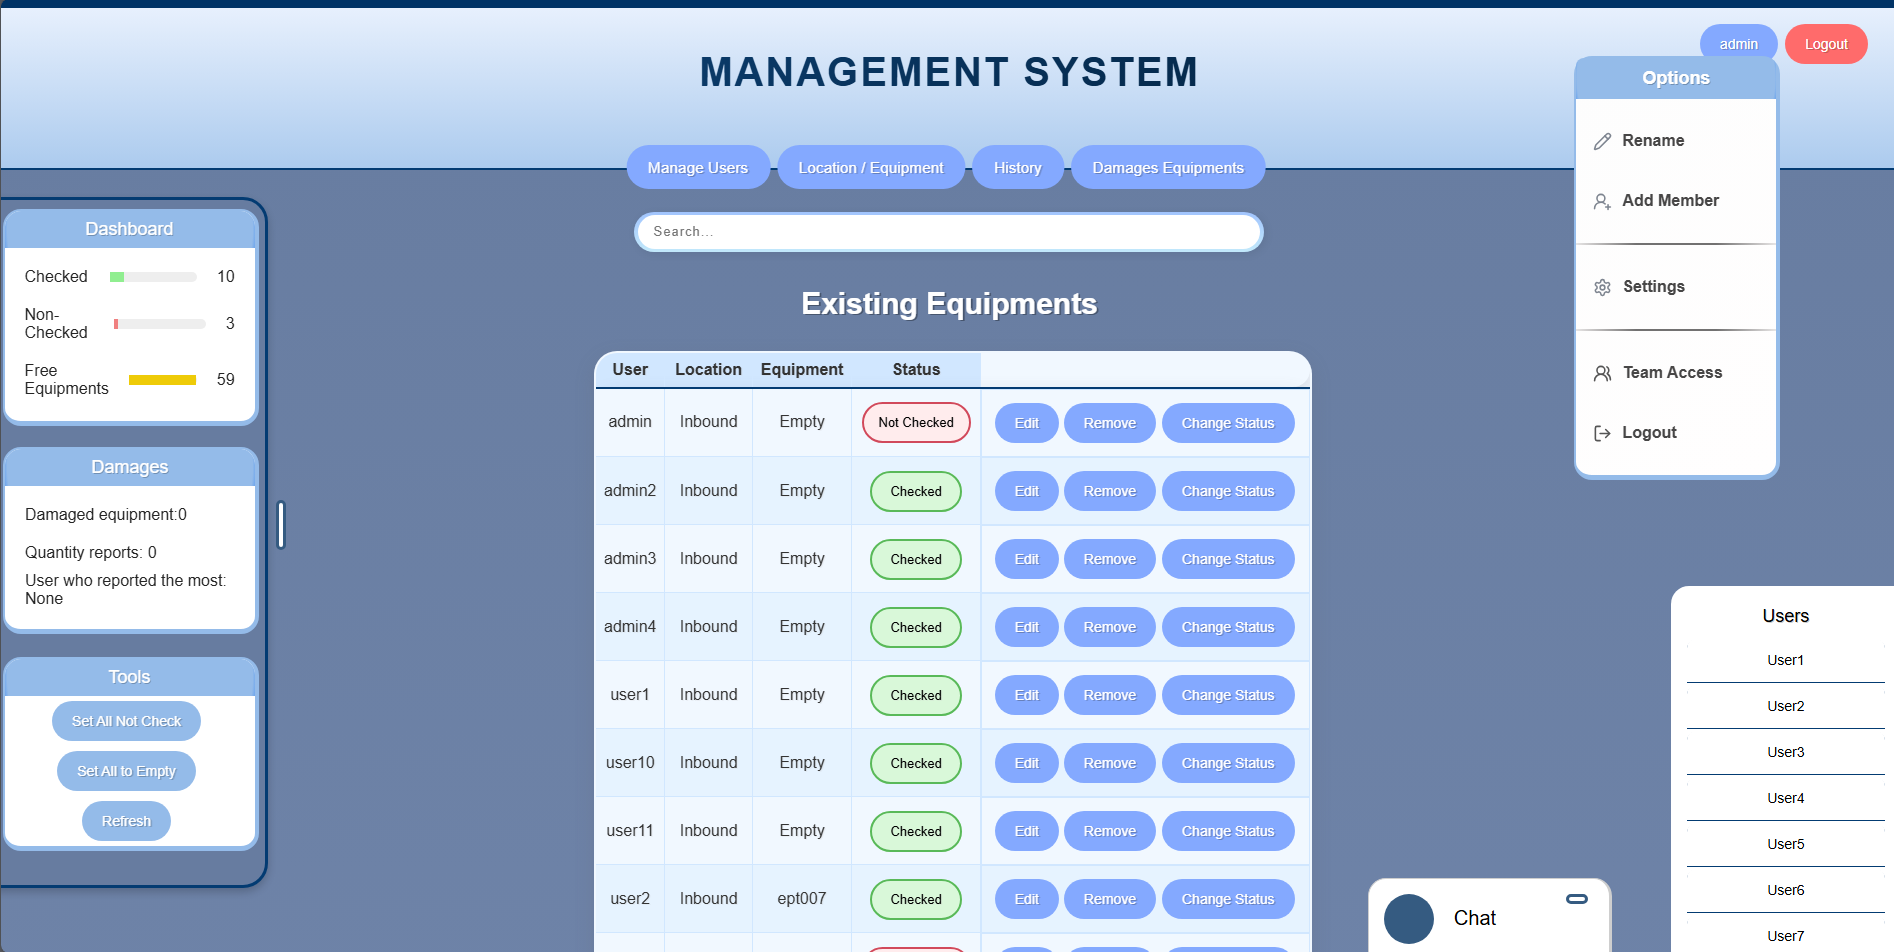 admin
Logout
MANAGEMENT SYSTEM
Options
Rename
Add Member
Settings
Team Access
Logout
Manage Users
Location / Equipment
History
Damages Equipments
Search...
Dashboard
Checked
10
Non-
Checked
3
Free
Equipments
59
Damages
Damaged equipment:0
Quantity reports: 0
User who reported the most:
None
Tools
Set All Not Check
Set All to Empty
Refresh
Existing Equipments
User Location Equipment Status
admin Inbound Empty Not Checked Edit Remove Change Status
admin2 Inbound Empty Checked Edit Remove Change Status
admin3 Inbound Empty Checked Edit Remove Change Status
admin4 Inbound Empty Checked Edit Remove Change Status
user1 Inbound Empty Checked Edit Remove Change Status
user10 Inbound Empty Checked Edit Remove Change Status
user11 Inbound Empty Checked Edit Remove Change Status
user2 Inbound ept007 Checked Edit Remove Change Status
Chat
Users
User1
User2
User3
User4
User5
User6
User7